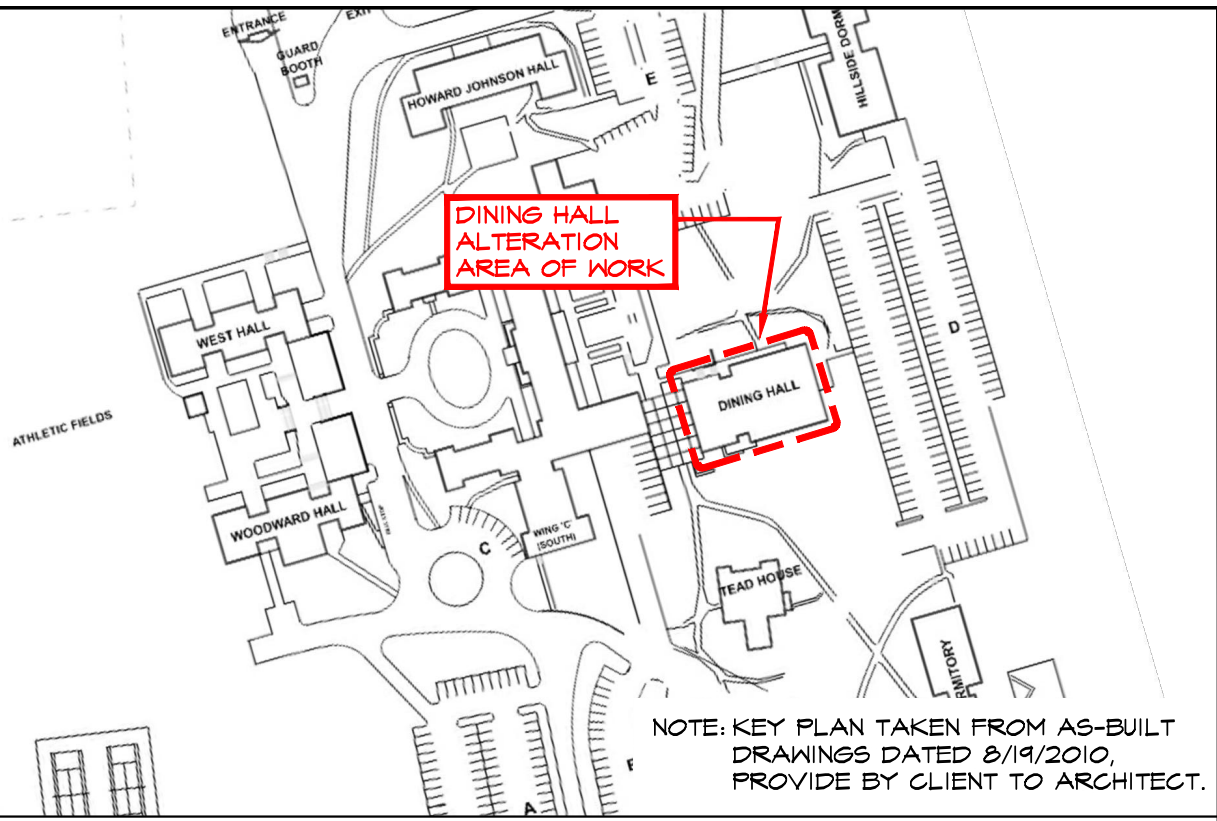 ENTRANCE
EXIT
GUARD
BOOTH
HOWARD JOHNSON HALL
E
HILLSIDE DORM
DINING HALL
ALTERATION
AREA OF WORK
WEST HALL
D
DINING HALL
ATHLETIC FIELDS
WOODWARD HALL
WING "C"
(SOUTH)
C
TEAD HOUSE
RMITORY
A
NOTE: KEY PLAN TAKEN FROM AS-BUILT
DRAWINGS DATED 8/19/2010,
PROVIDE BY CLIENT TO ARCHITECT.